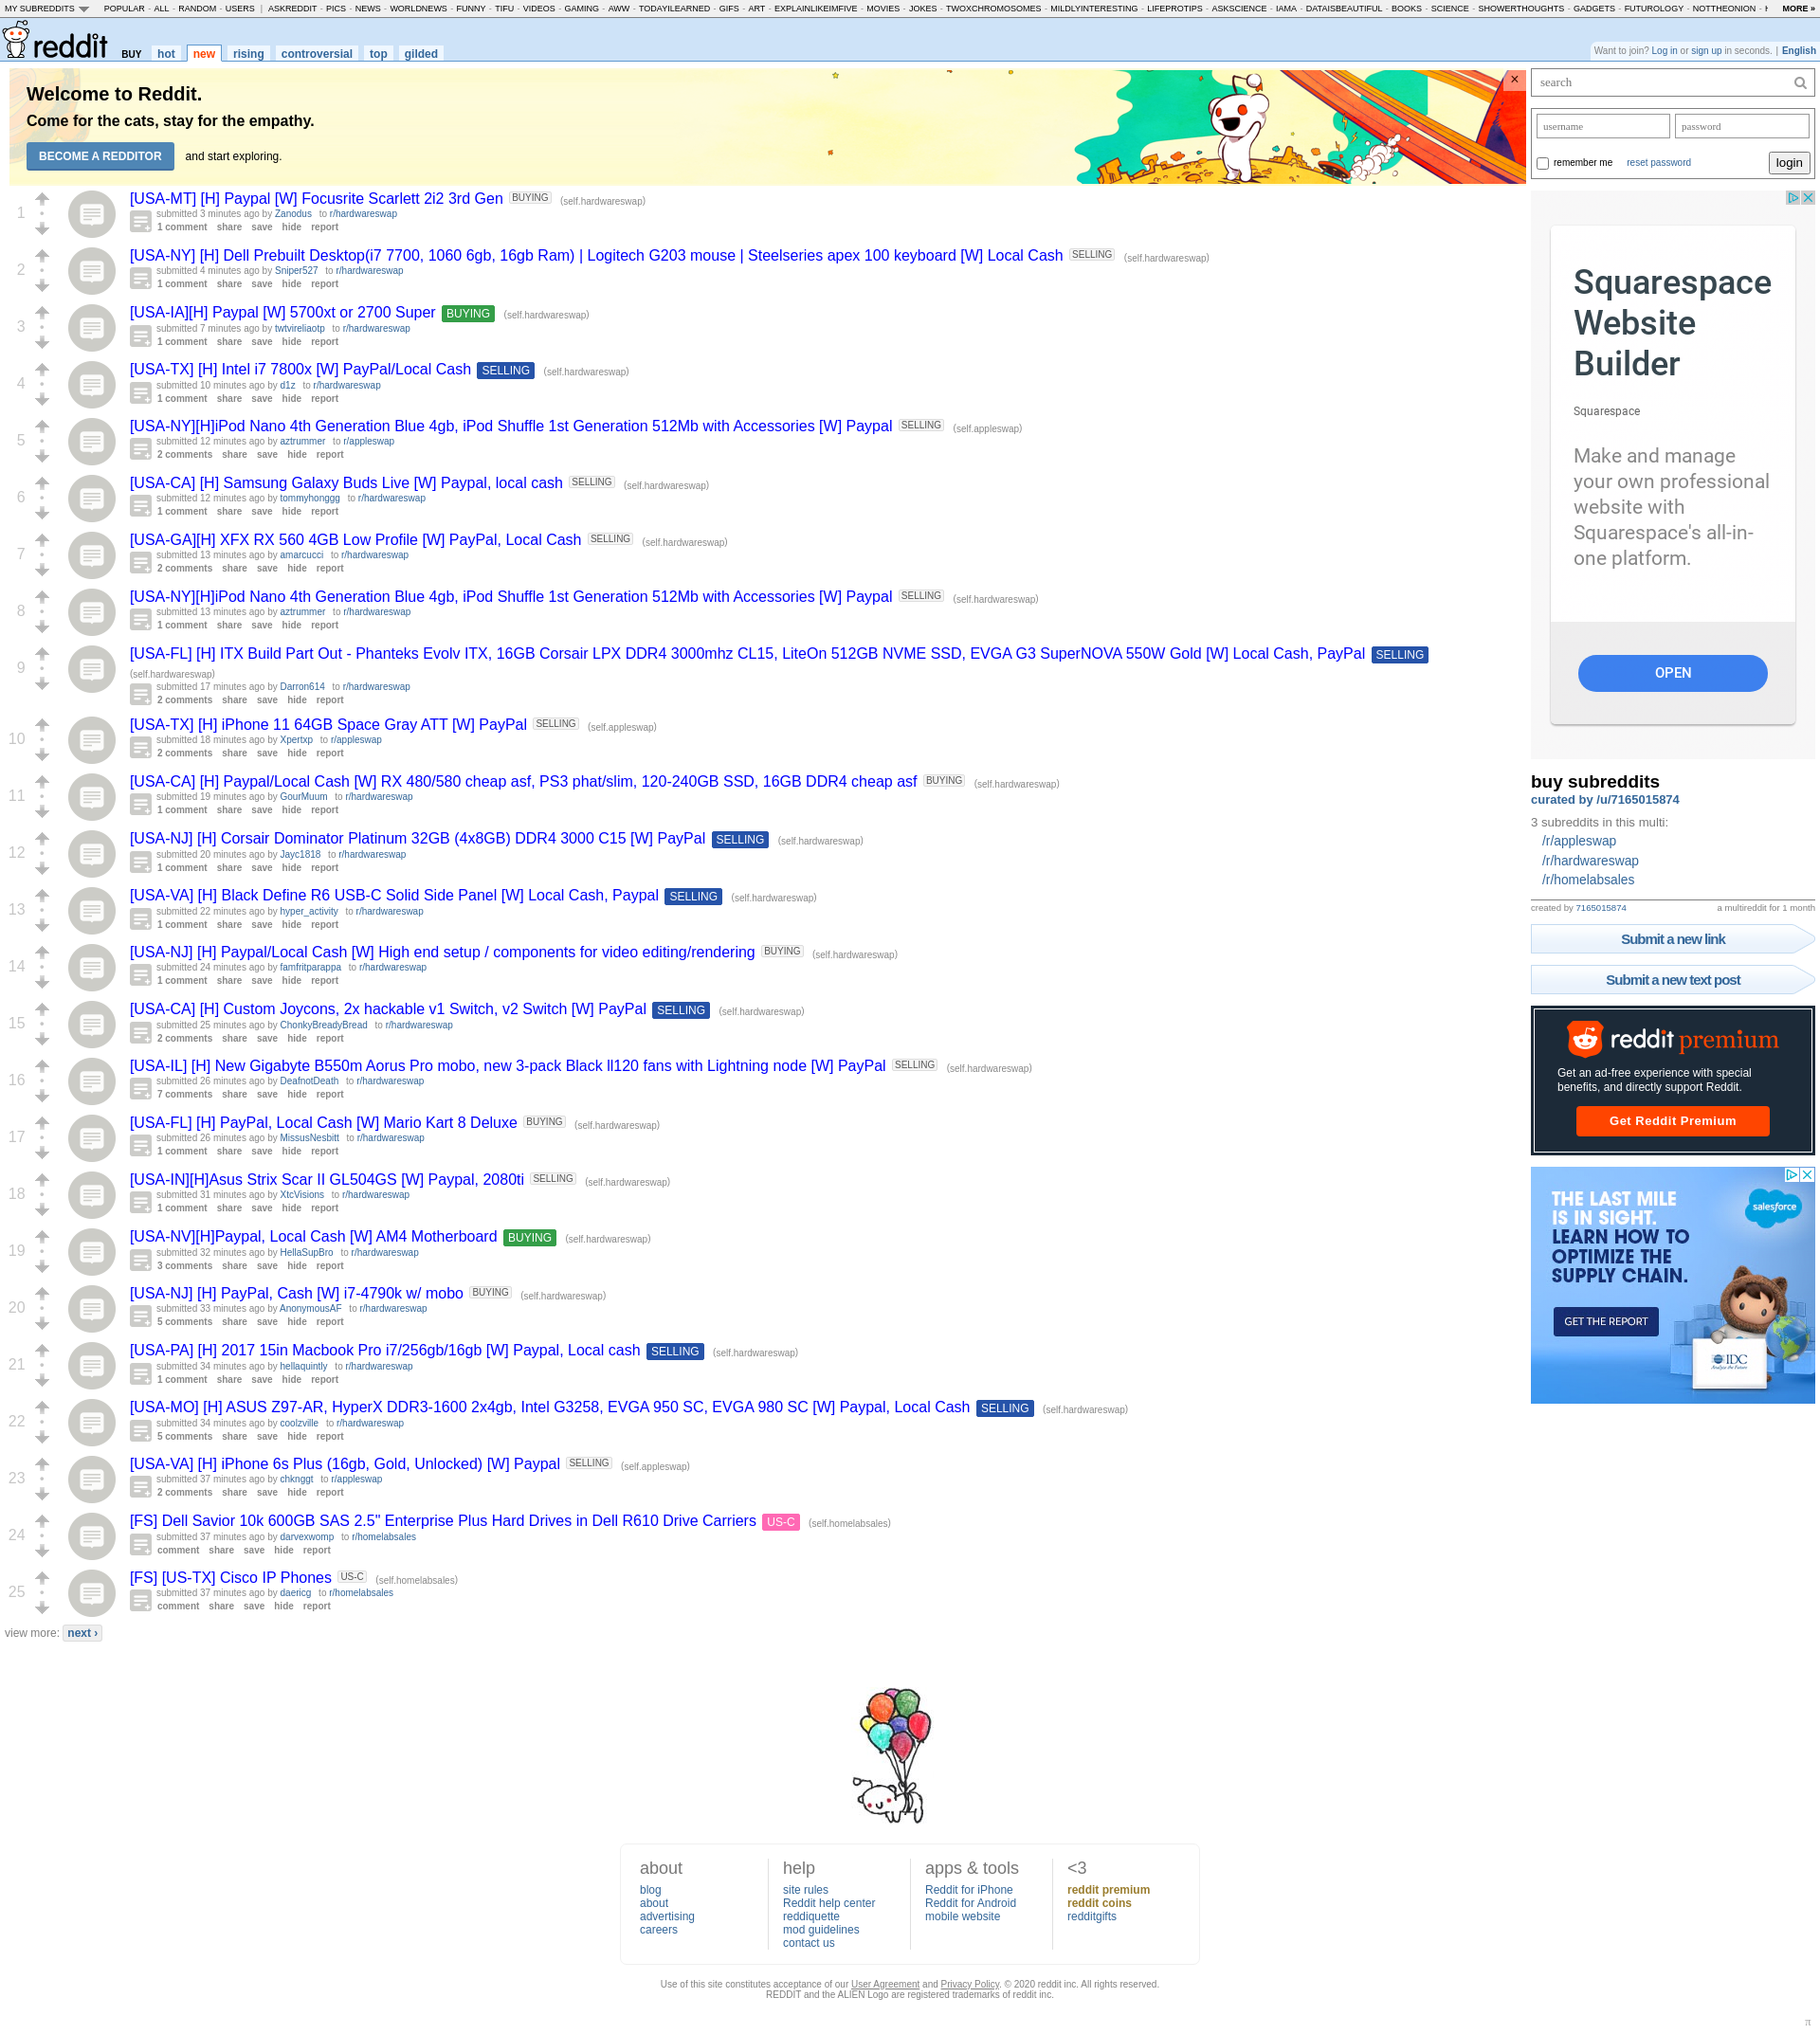 MY SUBREDDITS POPULAR - ALL - RANDOM - USERS | ASKREDDIT - PICS - NEWS - WORLDNEWS - FUNNY - TIFU - VIDEOS - GAMING - AWW - TODAYILEARNED - GIFS - ART - EXPLAINLIKEIMFIVE - MOVIES - JOKES - TWOXCHROMOSOMES - MILDLYINTERESTING - LIFEPROTIPS - ASKSCIENCE - IAMA - DATAISBEAUTIFUL - BOOKS - SCIENCE - SHOWERTHOUGHTS - GADGETS - FUTUROLOGY - NOTTHEONION - MORE »
reddit BUY hot new rising controversial top gilded
Want to join? Log in or sign up in seconds. | English
Welcome to Reddit.
Come for the cats, stay for the empathy.
BECOME A REDDITOR and start exploring.
×
1
[USA-MT] [H] Paypal [W] Focusrite Scarlett 2i2 3rd Gen BUYING (self.hardwareswap)
submitted 3 minutes ago by Zanodus to r/hardwareswap
1 comment share save hide report
2
[USA-NY] [H] Dell Prebuilt Desktop(i7 7700, 1060 6gb, 16gb Ram) | Logitech G203 mouse | Steelseries apex 100 keyboard [W] Local Cash SELLING (self.hardwareswap)
submitted 4 minutes ago by Sniper527 to r/hardwareswap
1 comment share save hide report
3
[USA-IA][H] Paypal [W] 5700xt or 2700 Super BUYING (self.hardwareswap)
submitted 7 minutes ago by twtvireliaotp to r/hardwareswap
1 comment share save hide report
4
[USA-TX] [H] Intel i7 7800x [W] PayPal/Local Cash SELLING (self.hardwareswap)
submitted 10 minutes ago by d1z to r/hardwareswap
1 comment share save hide report
5
[USA-NY][H]iPod Nano 4th Generation Blue 4gb, iPod Shuffle 1st Generation 512Mb with Accessories [W] Paypal SELLING (self.appleswap)
submitted 12 minutes ago by aztrummer to r/appleswap
2 comments share save hide report
6
[USA-CA] [H] Samsung Galaxy Buds Live [W] Paypal, local cash SELLING (self.hardwareswap)
submitted 12 minutes ago by tommyhonggg to r/hardwareswap
1 comment share save hide report
7
[USA-GA][H] XFX RX 560 4GB Low Profile [W] PayPal, Local Cash SELLING (self.hardwareswap)
submitted 13 minutes ago by amarcucci to r/hardwareswap
2 comments share save hide report
8
[USA-NY][H]iPod Nano 4th Generation Blue 4gb, iPod Shuffle 1st Generation 512Mb with Accessories [W] Paypal SELLING (self.hardwareswap)
submitted 13 minutes ago by aztrummer to r/hardwareswap
1 comment share save hide report
9
[USA-FL] [H] ITX Build Part Out - Phanteks Evolv ITX, 16GB Corsair LPX DDR4 3000mhz CL15, LiteOn 512GB NVME SSD, EVGA G3 SuperNOVA 550W Gold [W] Local Cash, PayPal SELLING
(self.hardwareswap)
submitted 17 minutes ago by Darron614 to r/hardwareswap
2 comments share save hide report
10
[USA-TX] [H] iPhone 11 64GB Space Gray ATT [W] PayPal SELLING (self.appleswap)
submitted 18 minutes ago by Xpertxp to r/appleswap
2 comments share save hide report
11
[USA-CA] [H] Paypal/Local Cash [W] RX 480/580 cheap asf, PS3 phat/slim, 120-240GB SSD, 16GB DDR4 cheap asf BUYING (self.hardwareswap)
submitted 19 minutes ago by GourMuum to r/hardwareswap
1 comment share save hide report
12
[USA-NJ] [H] Corsair Dominator Platinum 32GB (4x8GB) DDR4 3000 C15 [W] PayPal SELLING (self.hardwareswap)
submitted 20 minutes ago by Jayc1818 to r/hardwareswap
1 comment share save hide report
13
[USA-VA] [H] Black Define R6 USB-C Solid Side Panel [W] Local Cash, Paypal SELLING (self.hardwareswap)
submitted 22 minutes ago by hyper_activity to r/hardwareswap
1 comment share save hide report
14
[USA-NJ] [H] Paypal/Local Cash [W] High end setup / components for video editing/rendering BUYING (self.hardwareswap)
submitted 24 minutes ago by famfritparappa to r/hardwareswap
1 comment share save hide report
15
[USA-CA] [H] Custom Joycons, 2x hackable v1 Switch, v2 Switch [W] PayPal SELLING (self.hardwareswap)
submitted 25 minutes ago by ChonkyBreadyBread to r/hardwareswap
2 comments share save hide report
16
[USA-IL] [H] New Gigabyte B550m Aorus Pro mobo, new 3-pack Black ll120 fans with Lightning node [W] PayPal SELLING (self.hardwareswap)
submitted 26 minutes ago by DeafnotDeath to r/hardwareswap
7 comments share save hide report
17
[USA-FL] [H] PayPal, Local Cash [W] Mario Kart 8 Deluxe BUYING (self.hardwareswap)
submitted 26 minutes ago by MissusNesbitt to r/hardwareswap
1 comment share save hide report
18
[USA-IN][H]Asus Strix Scar II GL504GS [W] Paypal, 2080ti SELLING (self.hardwareswap)
submitted 31 minutes ago by XtcVisions to r/hardwareswap
1 comment share save hide report
19
[USA-NV][H]Paypal, Local Cash [W] AM4 Motherboard BUYING (self.hardwareswap)
submitted 32 minutes ago by HellaSupBro to r/hardwareswap
3 comments share save hide report
20
[USA-NJ] [H] PayPal, Cash [W] i7-4790k w/ mobo BUYING (self.hardwareswap)
submitted 33 minutes ago by AnonymousAF to r/hardwareswap
5 comments share save hide report
21
[USA-PA] [H] 2017 15in Macbook Pro i7/256gb/16gb [W] Paypal, Local cash SELLING (self.hardwareswap)
submitted 34 minutes ago by hellaquintly to r/hardwareswap
1 comment share save hide report
22
[USA-MO] [H] ASUS Z97-AR, HyperX DDR3-1600 2x4gb, Intel G3258, EVGA 950 SC, EVGA 980 SC [W] Paypal, Local Cash SELLING (self.hardwareswap)
submitted 34 minutes ago by coolzville to r/hardwareswap
5 comments share save hide report
23
[USA-VA] [H] iPhone 6s Plus (16gb, Gold, Unlocked) [W] Paypal SELLING (self.appleswap)
submitted 37 minutes ago by chknggt to r/appleswap
2 comments share save hide report
24
[FS] Dell Savior 10k 600GB SAS 2.5" Enterprise Plus Hard Drives in Dell R610 Drive Carriers US-C (self.homelabsales)
submitted 37 minutes ago by darvexwomp to r/homelabsales
comment share save hide report
25
[FS] [US-TX] Cisco IP Phones US-C (self.homelabsales)
submitted 37 minutes ago by daericg to r/homelabsales
comment share save hide report
view more: next ›
search
username password
remember me reset password login
Squarespace
Website
Builder
Squarespace
Make and manage
your own professional
website with
Squarespace's all-in-
one platform.
OPEN
buy subreddits
curated by /u/7165015874
3 subreddits in this multi:
/r/appleswap
/r/hardwareswap
/r/homelabsales
created by 7165015874 a multireddit for 1 month
Submit a new link
Submit a new text post
reddit premium
Get an ad-free experience with special
benefits, and directly support Reddit.
Get Reddit Premium
THE LAST MILE
IS IN SIGHT.
LEARN HOW TO
OPTIMIZE THE
SUPPLY CHAIN.
salesforce
GET THE REPORT
IDC
Analyze the Future
about
blog
about
advertising
careers
help
site rules
Reddit help center
reddiquette
mod guidelines
contact us
apps & tools
Reddit for iPhone
Reddit for Android
mobile website
<3
reddit premium
reddit coins
redditgifts
Use of this site constitutes acceptance of our User Agreement and Privacy Policy. © 2020 reddit inc. All rights reserved.
REDDIT and the ALIEN Logo are registered trademarks of reddit inc.
π